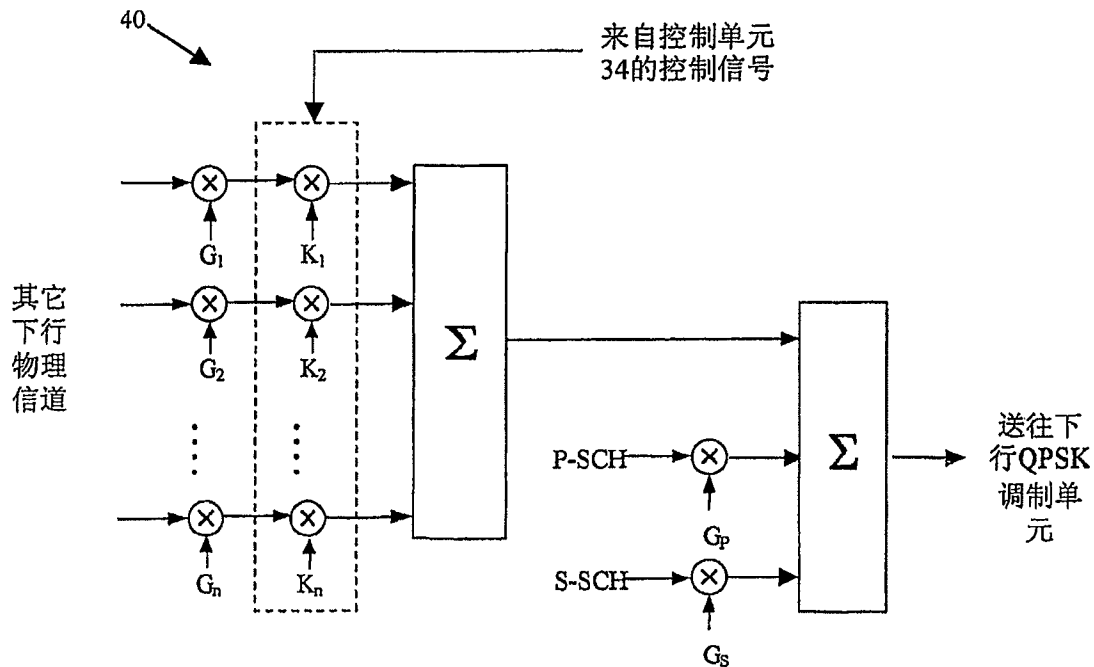 40
来自控制单元
34的控制信号
G₁
K₁
其它
下行
物理
信道
G₂
K₂
Σ
Gₙ
Kₙ
P-SCH
G_P
S-SCH
G_S
Σ
送往下
行QPSK
调制单
元